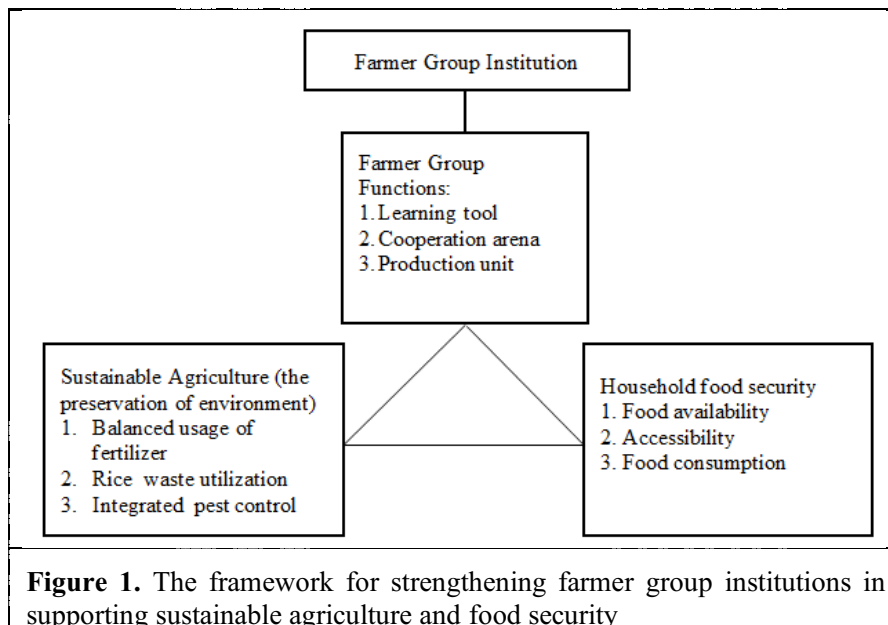 Farmer Group Institution
Farmer Group
Functions:
1. Learning tool
2. Cooperation arena
3. Production unit
Sustainable Agriculture (the
preservation of environment)
1. Balanced usage of
fertilizer
2. Rice waste utilization
3. Integrated pest control
Household food security
1. Food availability
2. Accessibility
3. Food consumption
Figure 1. The framework for strengthening farmer group institutions in
supporting sustainable agriculture and food security